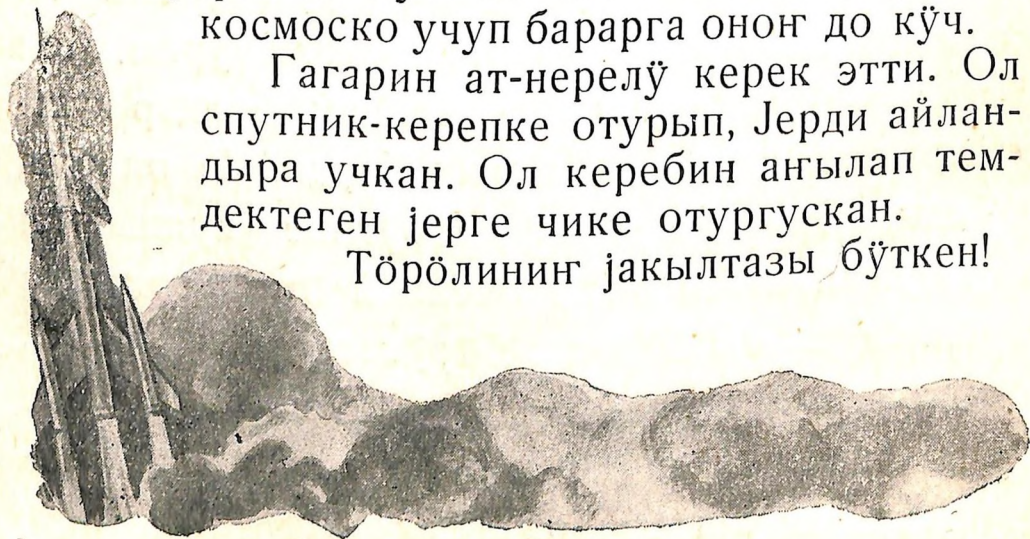 космоско учуп барарга оноҥ до кӱч.
Гагарин ат-нерелӱ керек этти. Ол
спутник-керепке отурып, Јерди айлан-
дыра учкан. Ол керебин аҥылап тем-
дектеген јерге чике отургускан.
Тӧрӧлининҥ јакылтазы бӱткен!